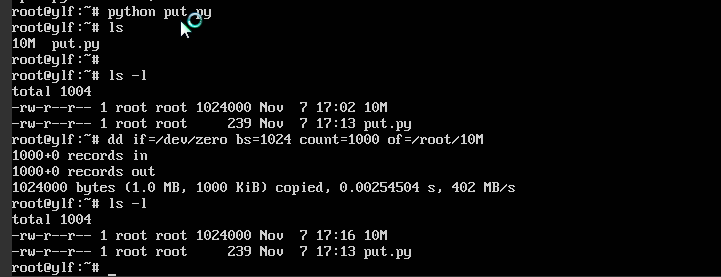 root@ylf:~# python put.py
root@ylf:~# ls
10M  put.py
root@ylf:~#
root@ylf:~# ls -l
total 1004
-rw-r--r-- 1 root root 1024000 Nov  7 17:02 10M
-rw-r--r-- 1 root root     239 Nov  7 17:13 put.py
root@ylf:~# dd if=/dev/zero bs=1024 count=1000 of=/root/10M
1000+0 records in
1000+0 records out
1024000 bytes (1.0 MB, 1000 KiB) copied, 0.00254504 s, 402 MB/s
root@ylf:~# ls -l
total 1004
-rw-r--r-- 1 root root 1024000 Nov  7 17:16 10M
-rw-r--r-- 1 root root     239 Nov  7 17:13 put.py
root@ylf:~# _